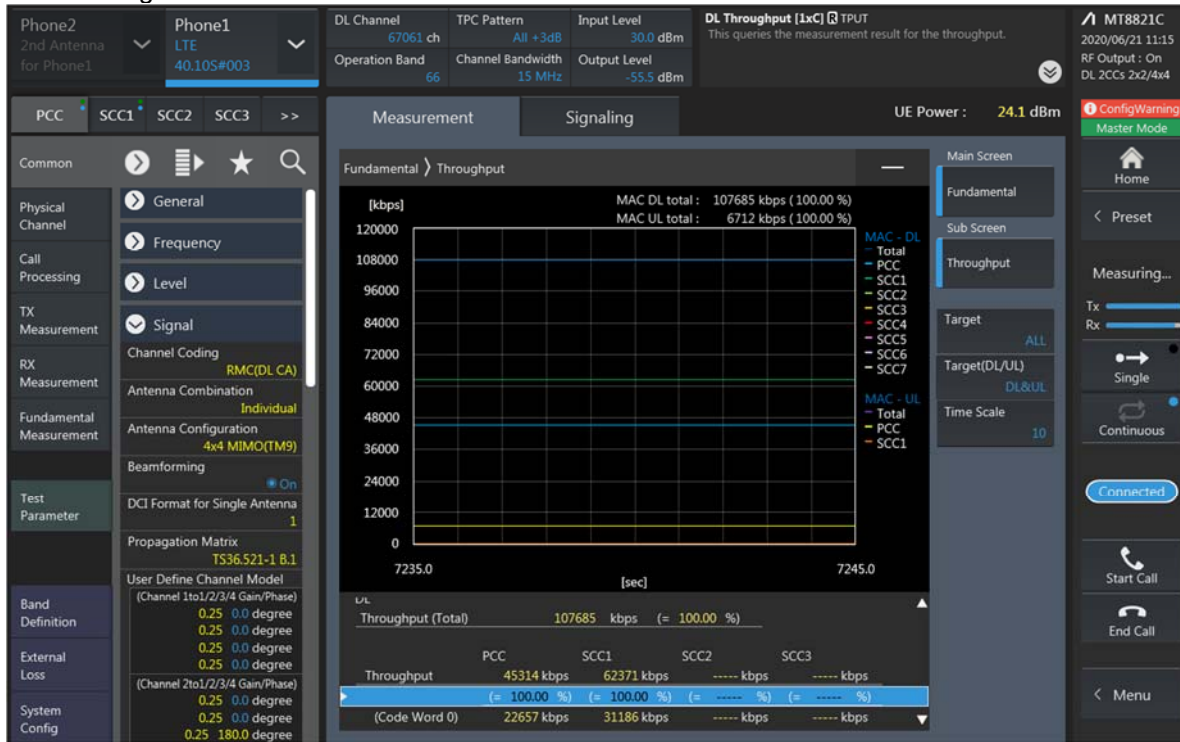 Phone2
2nd Antenna
for Phone1
Phone1
LTE
40.10S#003
DL Channel
67061 ch
Operation Band
66
TPC Pattern
All +3dB
Channel Bandwidth
15 MHz
Input Level
30.0 dBm
Output Level
-55.5 dBm
DL Throughput [1xC] R TPUT
This queries the measurement result for the throughput.
MT8821C
2020/06/21 11:15
RF Output : On
DL 2CCs 2x2/4x4
PCC SCC1 SCC2 SCC3 >>
Measurement
Signaling
UE Power : 24.1 dBm
ConfigWarning
Master Mode
Common
Physical
Channel
Call
Processing
TX
Measurement
RX
Measurement
Fundamental
Measurement
Test
Parameter
Band
Definition
External
Loss
System
Config
General
Frequency
Level
Signal
Channel Coding
RMC(DL CA)
Antenna Combination
Individual
Antenna Configuration
4x4 MIMO(TM9)
Beamforming
On
DCI Format for Single Antenna
1
Propagation Matrix
TS36.521-1 B.1
User Define Channel Model
(Channel 1to1/2/3/4 Gain/Phase)
0.25 0.0 degree
0.25 0.0 degree
0.25 0.0 degree
0.25 0.0 degree
(Channel 2to1/2/3/4 Gain/Phase)
0.25 0.0 degree
0.25 0.0 degree
0.25 180.0 degree
Fundamental 〉 Throughput
[kbps]
MAC DL total : 107685 kbps ( 100.00 %)
MAC UL total : 6712 kbps ( 100.00 %)
120000
108000
96000
84000
72000
60000
48000
36000
24000
12000
0
7235.0
[sec]
7245.0
MAC - DL
Total
PCC
SCC1
SCC2
SCC3
SCC4
SCC5
SCC6
SCC7
MAC - UL
Total
PCC
SCC1
DL
Throughput (Total) 107685 kbps (= 100.00 %)
PCC SCC1 SCC2 SCC3
Throughput 45314 kbps 62371 kbps ----- kbps ----- kbps
(= 100.00 %) (= 100.00 %) (= ----- %) (= ----- %)
(Code Word 0) 22657 kbps 31186 kbps ----- kbps ----- kbps
Main Screen
Fundamental
Sub Screen
Throughput
Target
ALL
Target(DL/UL)
DL&UL
Time Scale
10
Home
< Preset
Measuring...
Tx
Rx
Single
Continuous
Connected
Start Call
End Call
< Menu